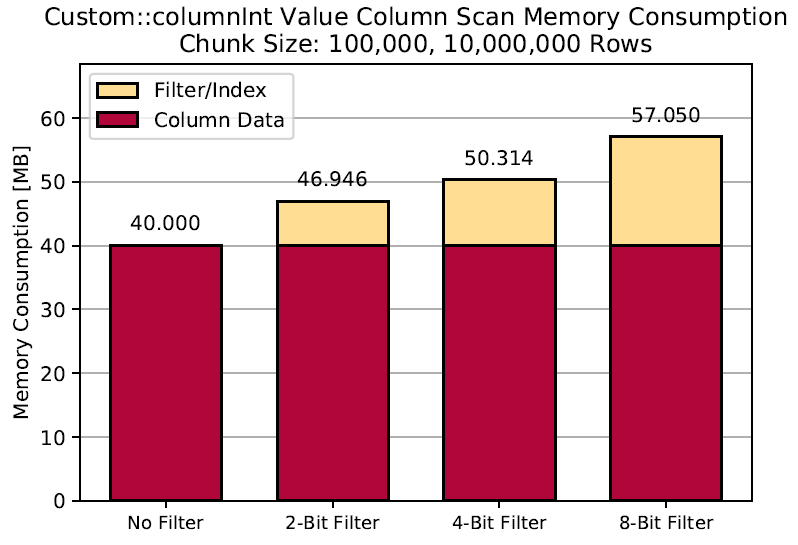 Custom::columnInt Value Column Scan Memory Consumption
Chunk Size: 100,000, 10,000,000 Rows
Filter/Index
Column Data
Memory Consumption [MB]
60
50
40
30
20
10
0
40.000
46.946
50.314
57.050
No Filter
2-Bit Filter
4-Bit Filter
8-Bit Filter